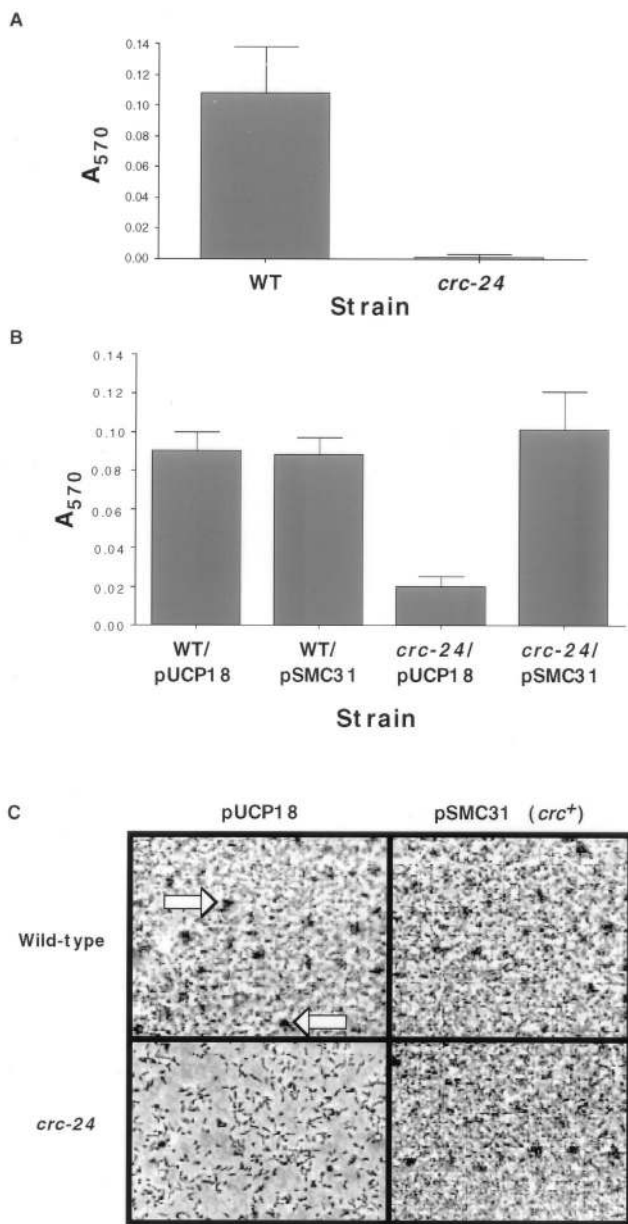 A
0.14
0.12
0.10
0.08
0.06
0.04
0.02
0.00
A570
WT crc-24
Strain
B
0.14
0.12
0.10
0.08
0.06
0.04
0.02
0.00
A570
WT/ WT/ crc-24/ crc-24/
pUCP18 pSMC31 pUCP18 pSMC31
Strain
C pUCP18 pSMC31 (crc+)
Wild-type
crc-24